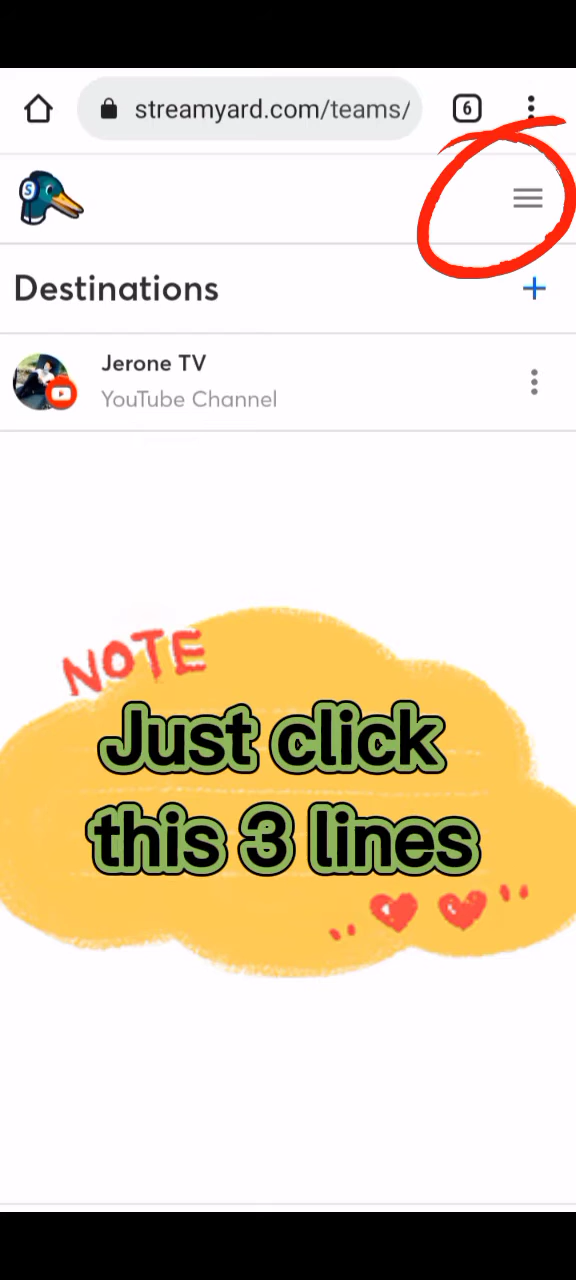 streamyard.com/teams/
6
S
Destinations
+
Jerone TV
YouTube Channel
NOTE
Just click
this 3 lines